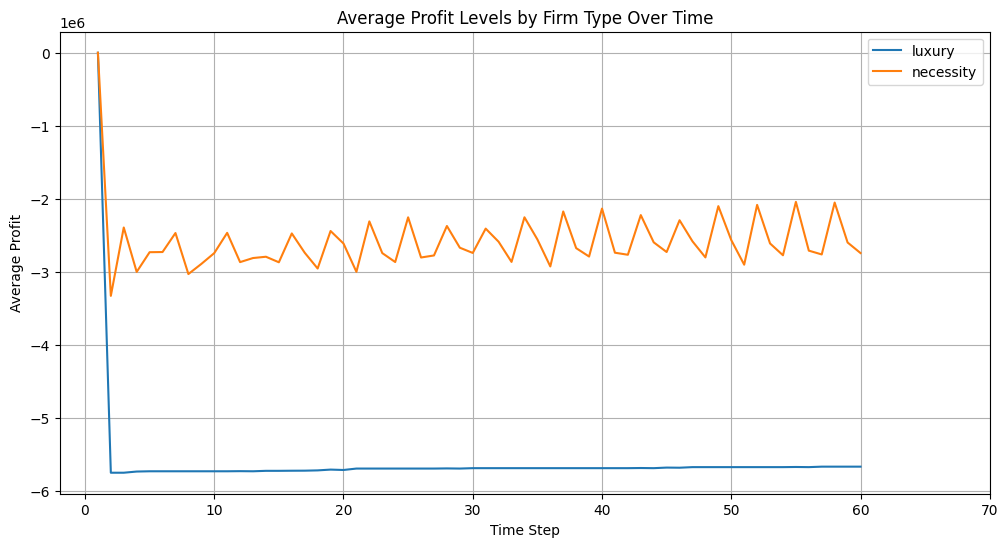 Average Profit Levels by Firm Type Over Time
1e6
luxury
necessity
0
−1
−2
−3
−4
−5
−6
Average Profit
0 10 20 30 40 50 60 70
Time Step